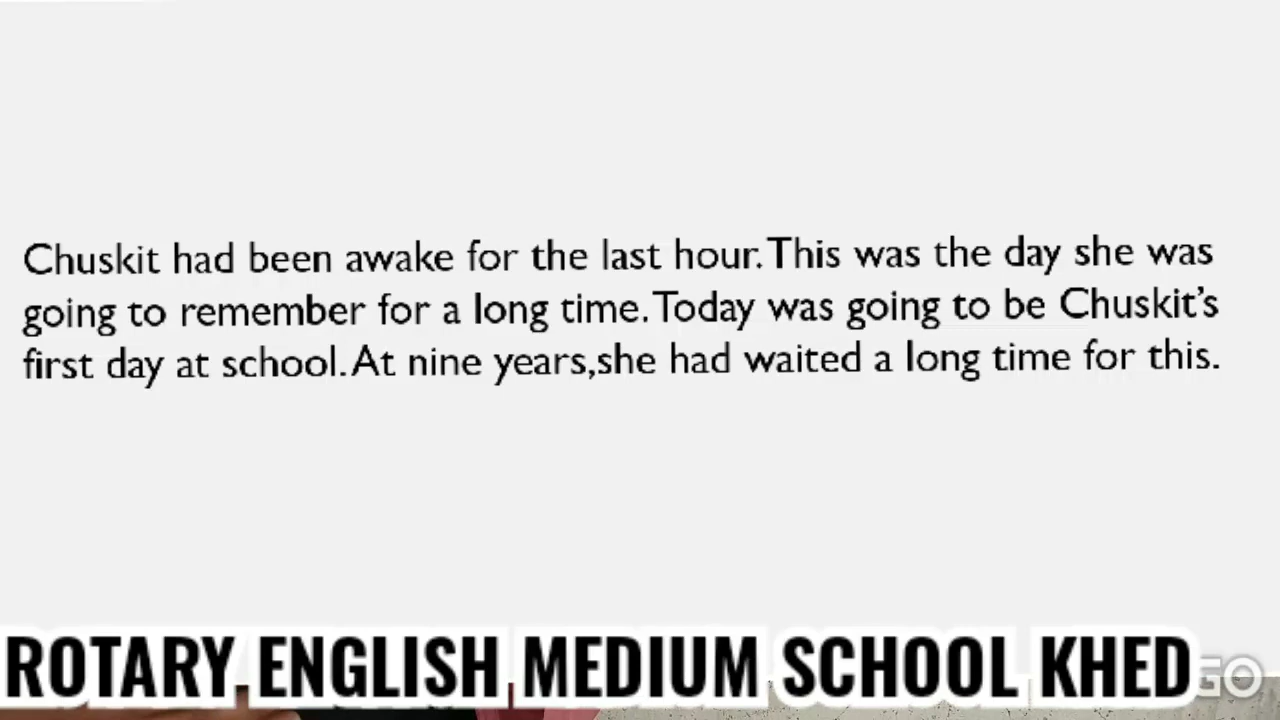 Chuskit had been awake for the last hour.This was the day she was
going to remember for a long time.Today was going to be Chuskit's
first day at school.At nine years,she had waited a long time for this.
ROTARY ENGLISH MEDIUM SCHOOL KHED
GO